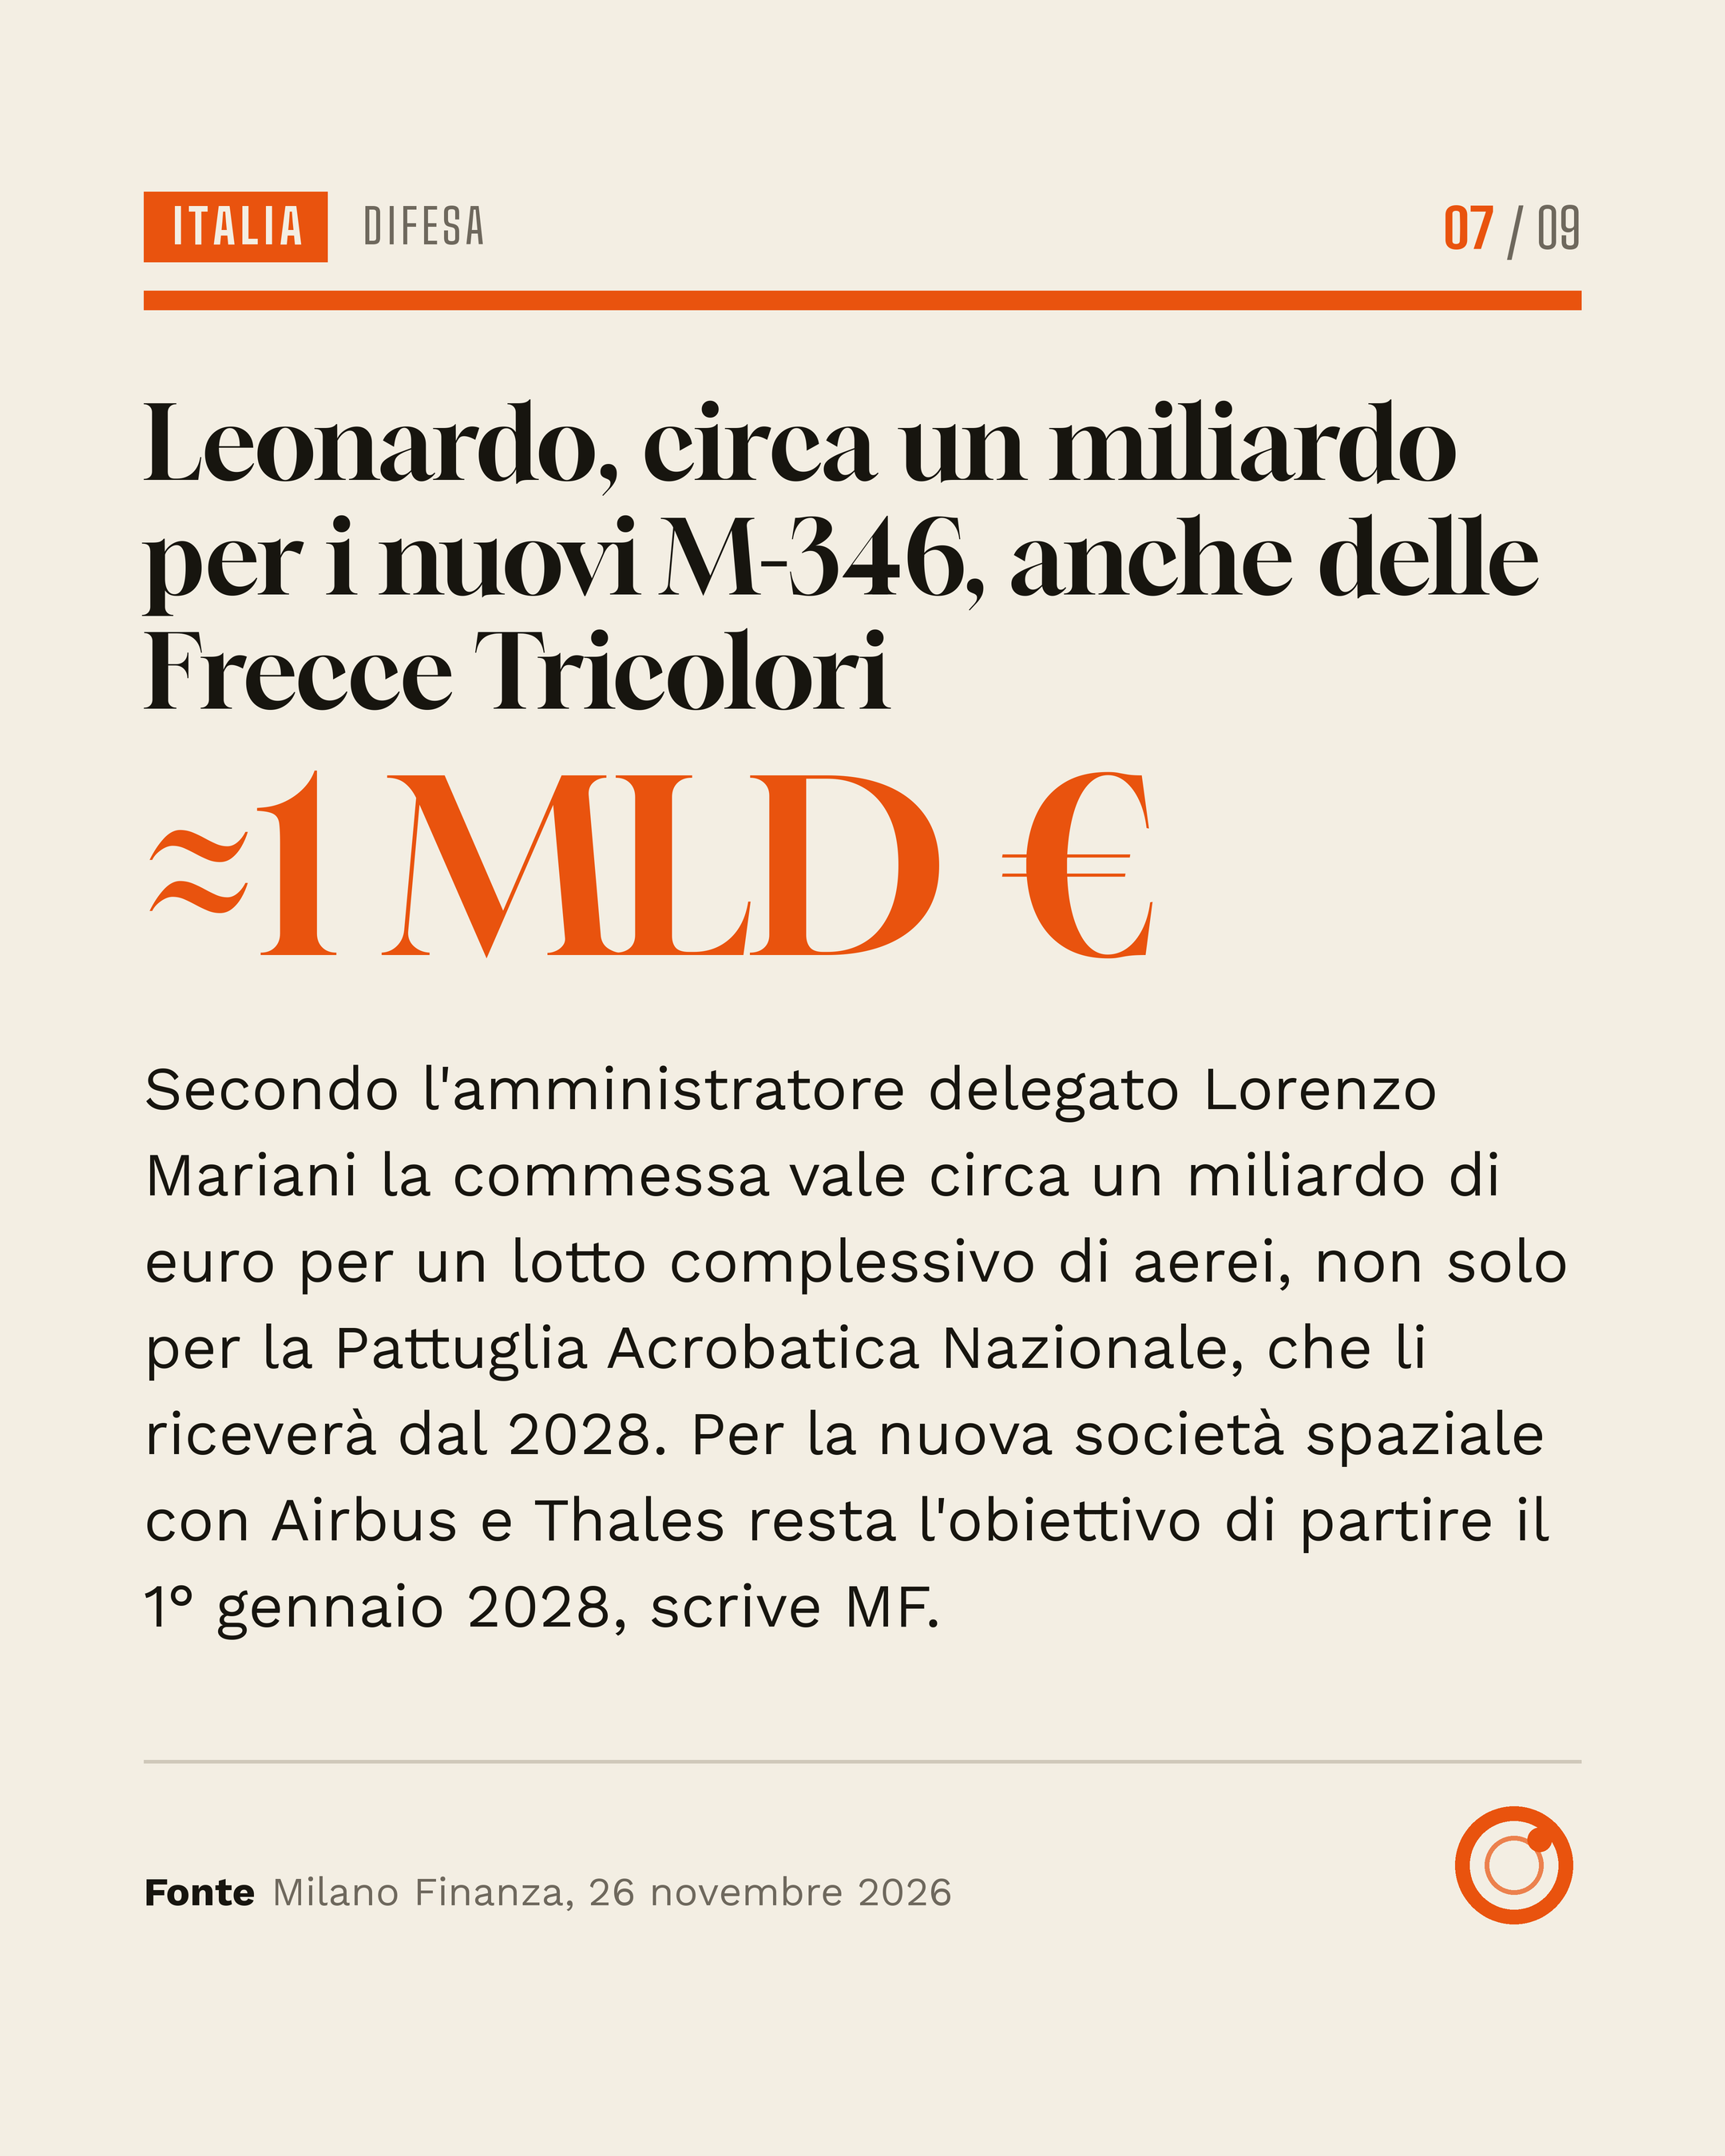 ITALIA DIFESA 07 / 09
Leonardo, circa un miliardo
per i nuovi M-346, anche delle
Frecce Tricolori
≈1 MLD €
Secondo l'amministratore delegato Lorenzo
Mariani la commessa vale circa un miliardo di
euro per un lotto complessivo di aerei, non solo
per la Pattuglia Acrobatica Nazionale, che li
riceverà dal 2028. Per la nuova società spaziale
con Airbus e Thales resta l'obiettivo di partire il
1° gennaio 2028, scrive MF.
Fonte Milano Finanza, 26 novembre 2026